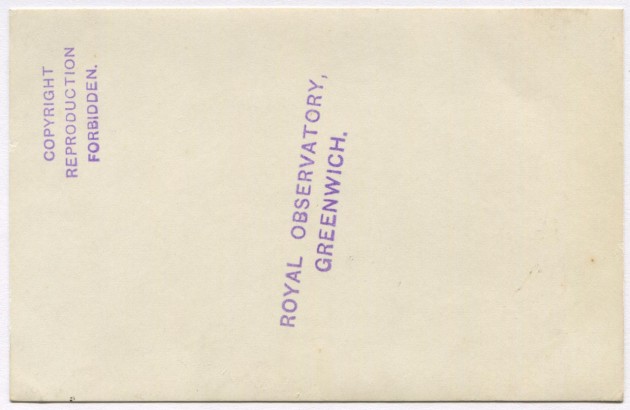 COPYRIGHT
REPRODUCTION
FORBIDDEN.
ROYAL OBSERVATORY,
GREENWICH.